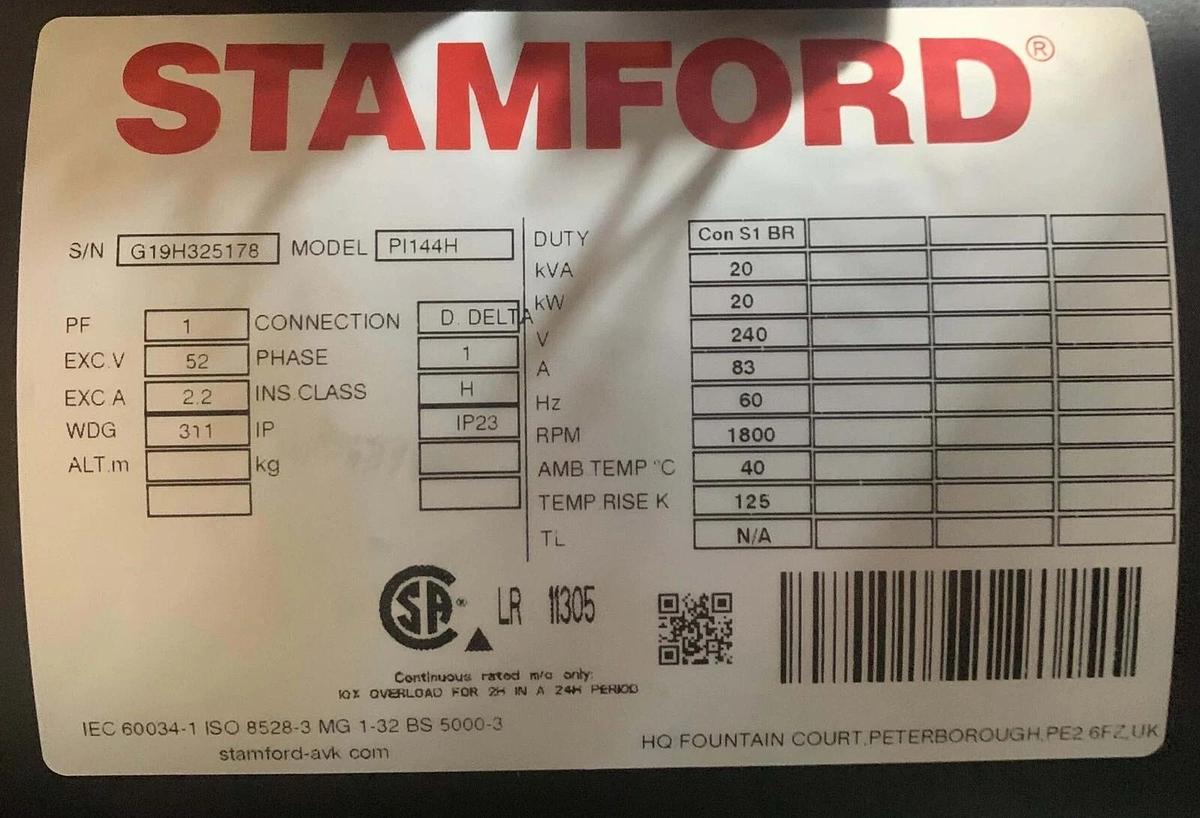 STAMFORD®
S/N G19H325178 MODEL PI144H
PF 1 CONNECTION D. DELTA
EXC.V 52 PHASE 1
EXC A 2.2 INS.CLASS H
WDG 311 IP IP23
ALT.m kg
DUTY Con S1 BR
kVA 20
kW 20
V 240
A 83
Hz 60
RPM 1800
AMB TEMP °C 40
TEMP.RISE K 125
TL N/A
CSA® LR 11305
Continuous rated m/c only:
10% OVERLOAD FOR 2H IN A 24H PERIOD
IEC 60034-1 ISO 8528-3 MG 1-32 BS 5000-3
stamford-avk com
HQ FOUNTAIN COURT,PETERBOROUGH,PE2 6FZ,UK